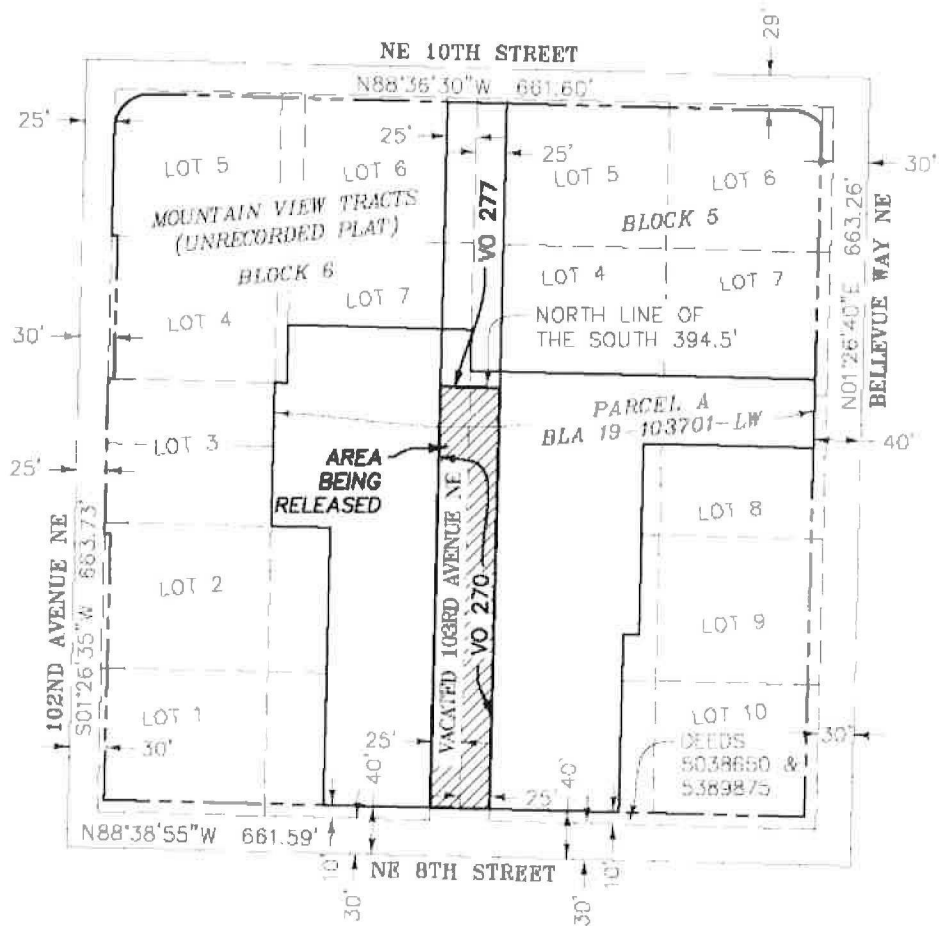 29'
NE 10TH STREET
N88°36'30"W 661.60'
25'
25'
25'
30'
LOT 5
LOT 6
LOT 5
LOT 6
MOUNTAIN VIEW TRACTS
(UNRECORDED PLAT)
BLOCK 6
VO 277
BLOCK 5
LOT 4
LOT 7
LOT 4
LOT 7
NORTH LINE OF
THE SOUTH 394.5'
30'
N01°26'40"E 663.26'
BELLEVUE WAY NE
PARCEL A
BLA 19-103701-LW
40'
LOT 3
25'
AREA
BEING
RELEASED
LOT 8
102ND AVENUE NE
S01°26'35"W 663.73'
LOT 2
VACATED 103RD AVENUE NE
VO 270
LOT 9
LOT 1
LOT 10
30'
25'
40'
25'
40'
DEEDS
5038650 &
5389875
30'
N88°38'55"W 661.59'
10'
30'
NE 8TH STREET
30'
10'